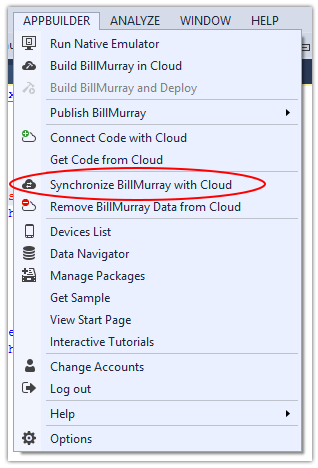 APPBUILDER ANALYZE WINDOW HELP
Run Native Emulator
Build BillMurray in Cloud
Build BillMurray and Deploy
Publish BillMurray
Connect Code with Cloud
Get Code from Cloud
Synchronize BillMurray with Cloud
Remove BillMurray Data from Cloud
Devices List
Data Navigator
Manage Packages
Get Sample
View Start Page
Interactive Tutorials
Change Accounts
Log out
Help
Options